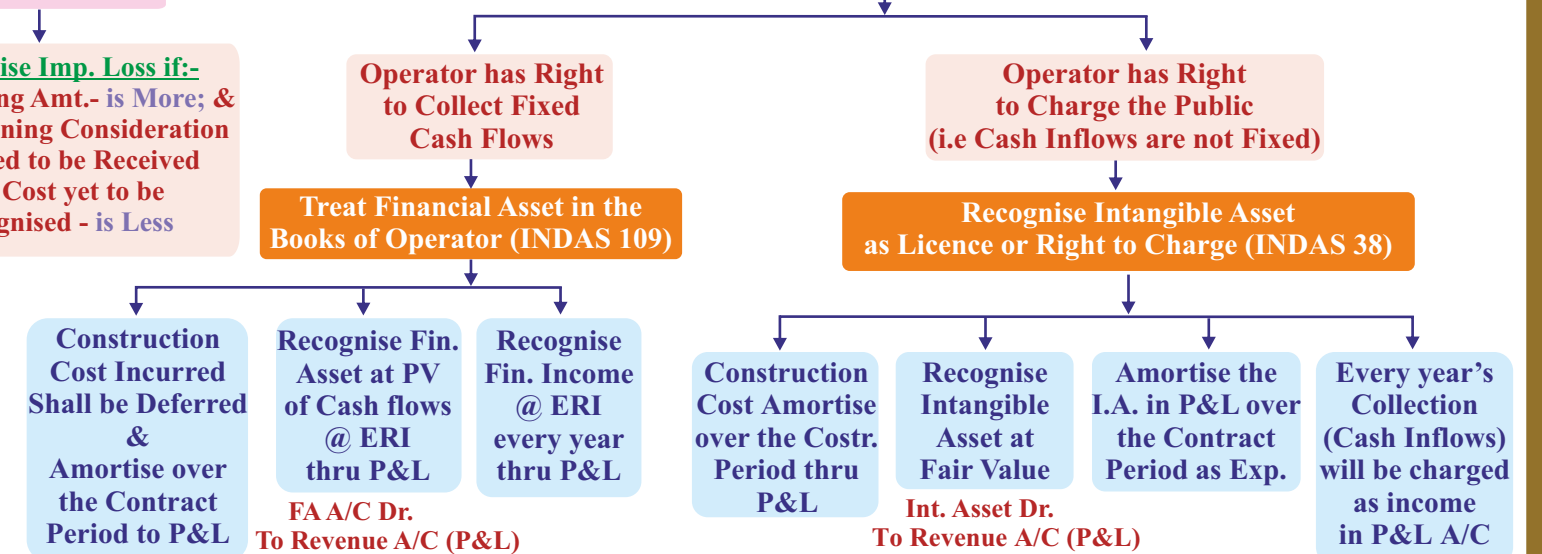 Imp. Loss if:-
Amt.- is More; &
Consideration
to be Received
Cost yet to be
- is Less
Operator has Right
to Collect Fixed
Cash Flows
Treat Financial Asset in the
Books of Operator (INDAS 109)
Construction
Cost Incurred
Shall be Deferred
&
Amortise over
the Contract
Period to P&L
Recognise Fin.
Asset at PV
of Cash flows
@ ERI
thru P&L
FA A/C Dr.
To Revenue A/C (P&L)
Recognise
Fin. Income
@ ERI
every year
thru P&L
Operator has Right
to Charge the Public
(i.e Cash Inflows are not Fixed)
Recognise Intangible Asset
as Licence or Right to Charge (INDAS 38)
Construction
Cost Amortise
over the Costr.
Period thru
P&L
Recognise
Intangible
Asset at
Fair Value
Int. Asset Dr.
To Revenue A/C (P&L)
Amortise the
I.A. in P&L over
the Contract
Period as Exp.
Every year's
Collection
(Cash Inflows)
will be charged
as income
in P&L A/C